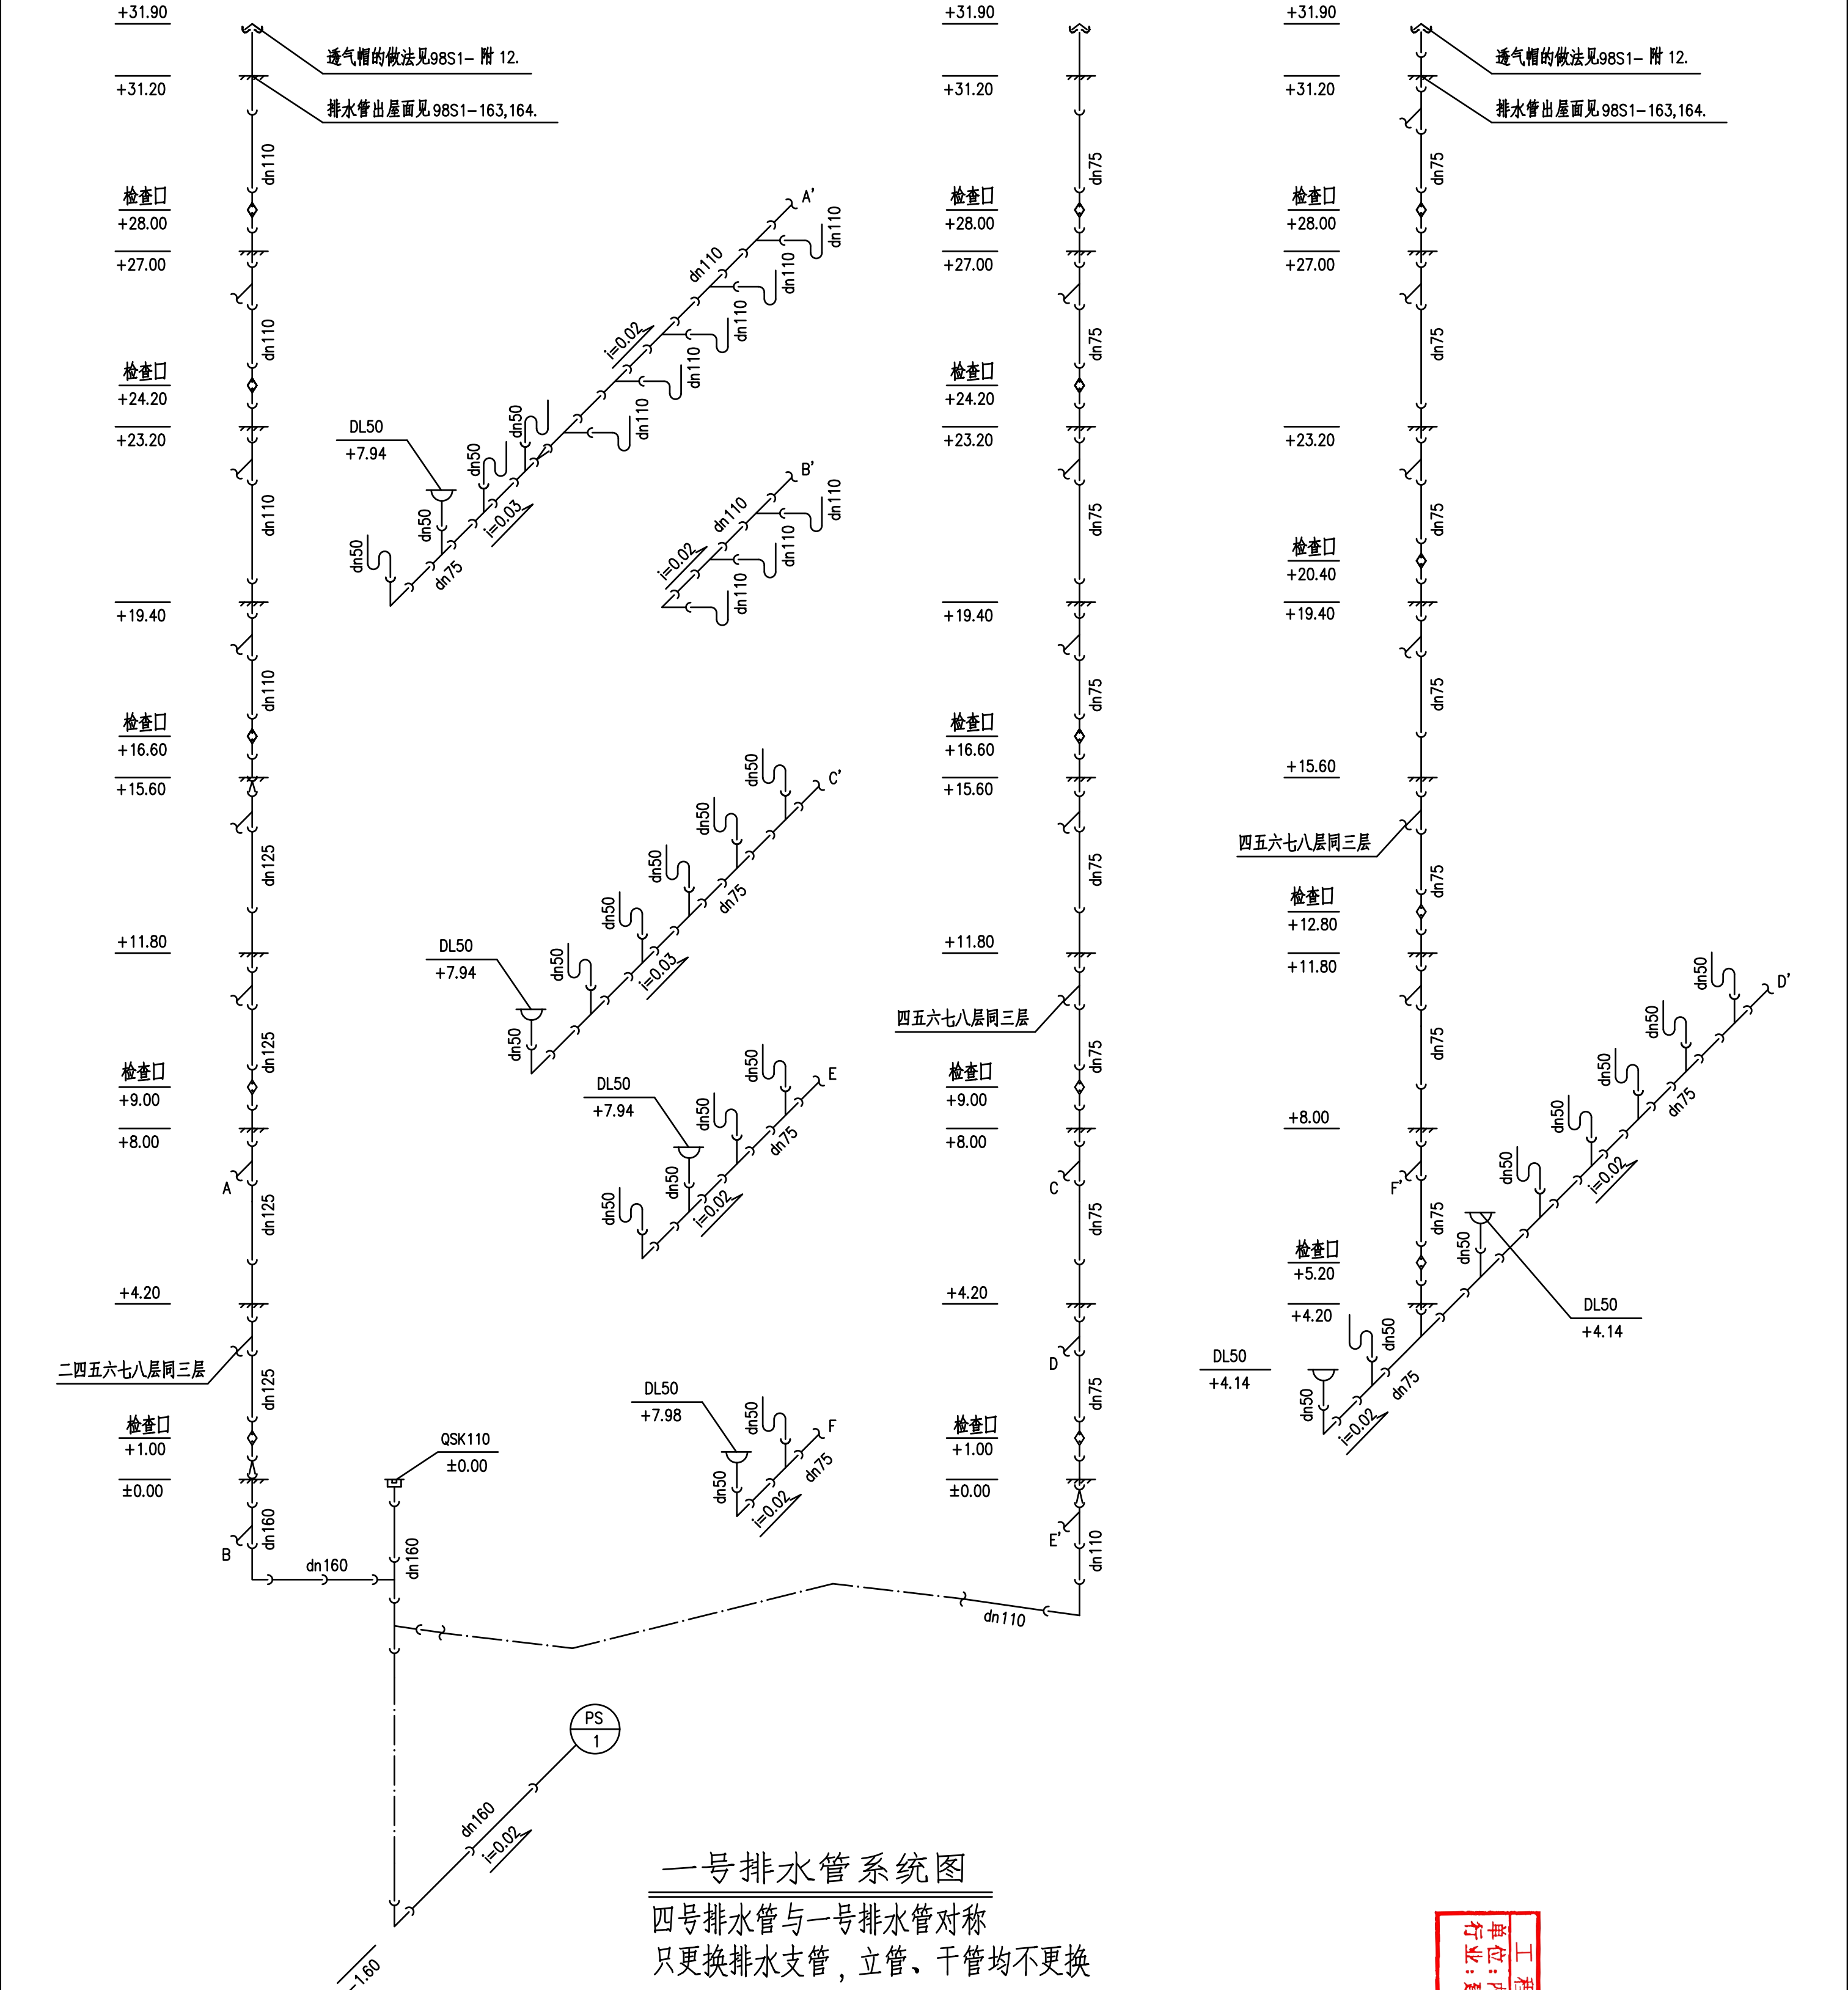 +31.90
透气帽的做法见98S1- 附 12.
+31.20
排水管出屋面见 98S1-163,164.
dn110
检查口
+28.00
+27.00
dn110
检查口
+24.20
+23.20
dn110
+19.40
dn110
检查口
+16.60
+15.60
dn125
+11.80
dn125
检查口
+9.00
+8.00
A
dn125
+4.20
二四五六七八层同三层
dn125
检查口
+1.00
±0.00
B
dn160
dn160
QSK110
±0.00
dn160
A'
dn110
dn110
dn110
dn110
dn110
dn110
i=0.02
dn50
dn50
DL50
+7.94
dn50
dn50
i=0.03
dn75
B'
dn110
dn110
dn110
dn110
i=0.02
C'
dn50
dn50
dn50
dn50
dn50
dn75
i=0.03
DL50
+7.94
dn50
E
dn50
dn50
dn75
DL50
+7.94
dn50
dn50
i=0.02
F
dn50
dn75
DL50
+7.98
dn50
i=0.02
+31.90
+31.20
dn75
检查口
+28.00
+27.00
dn75
检查口
+24.20
+23.20
dn75
+19.40
dn75
检查口
+16.60
+15.60
dn75
+11.80
四五六七八层同三层
dn75
检查口
+9.00
+8.00
C
dn75
+4.20
D
dn75
检查口
+1.00
±0.00
E'
dn110
dn110
+31.90
透气帽的做法见98S1- 附 12.
+31.20
排水管出屋面见 98S1-163,164.
dn75
检查口
+28.00
+27.00
dn75
+23.20
dn75
检查口
+20.40
+19.40
dn75
+15.60
四五六七八层同三层
dn75
检查口
+12.80
+11.80
dn75
+8.00
F'
dn75
检查口
+5.20
+4.20
D'
dn50
dn50
dn50
dn50
dn50
dn75
i=0.02
dn50
DL50
+4.14
dn50
DL50
+4.14
dn50
dn75
i=0.02
PS
1
dn160
i=0.02
-1.60
一号排水管系统图
四号排水管与一号排水管对称
只更换排水支管，立管、干管均不更换
工 程
单位：
行业：